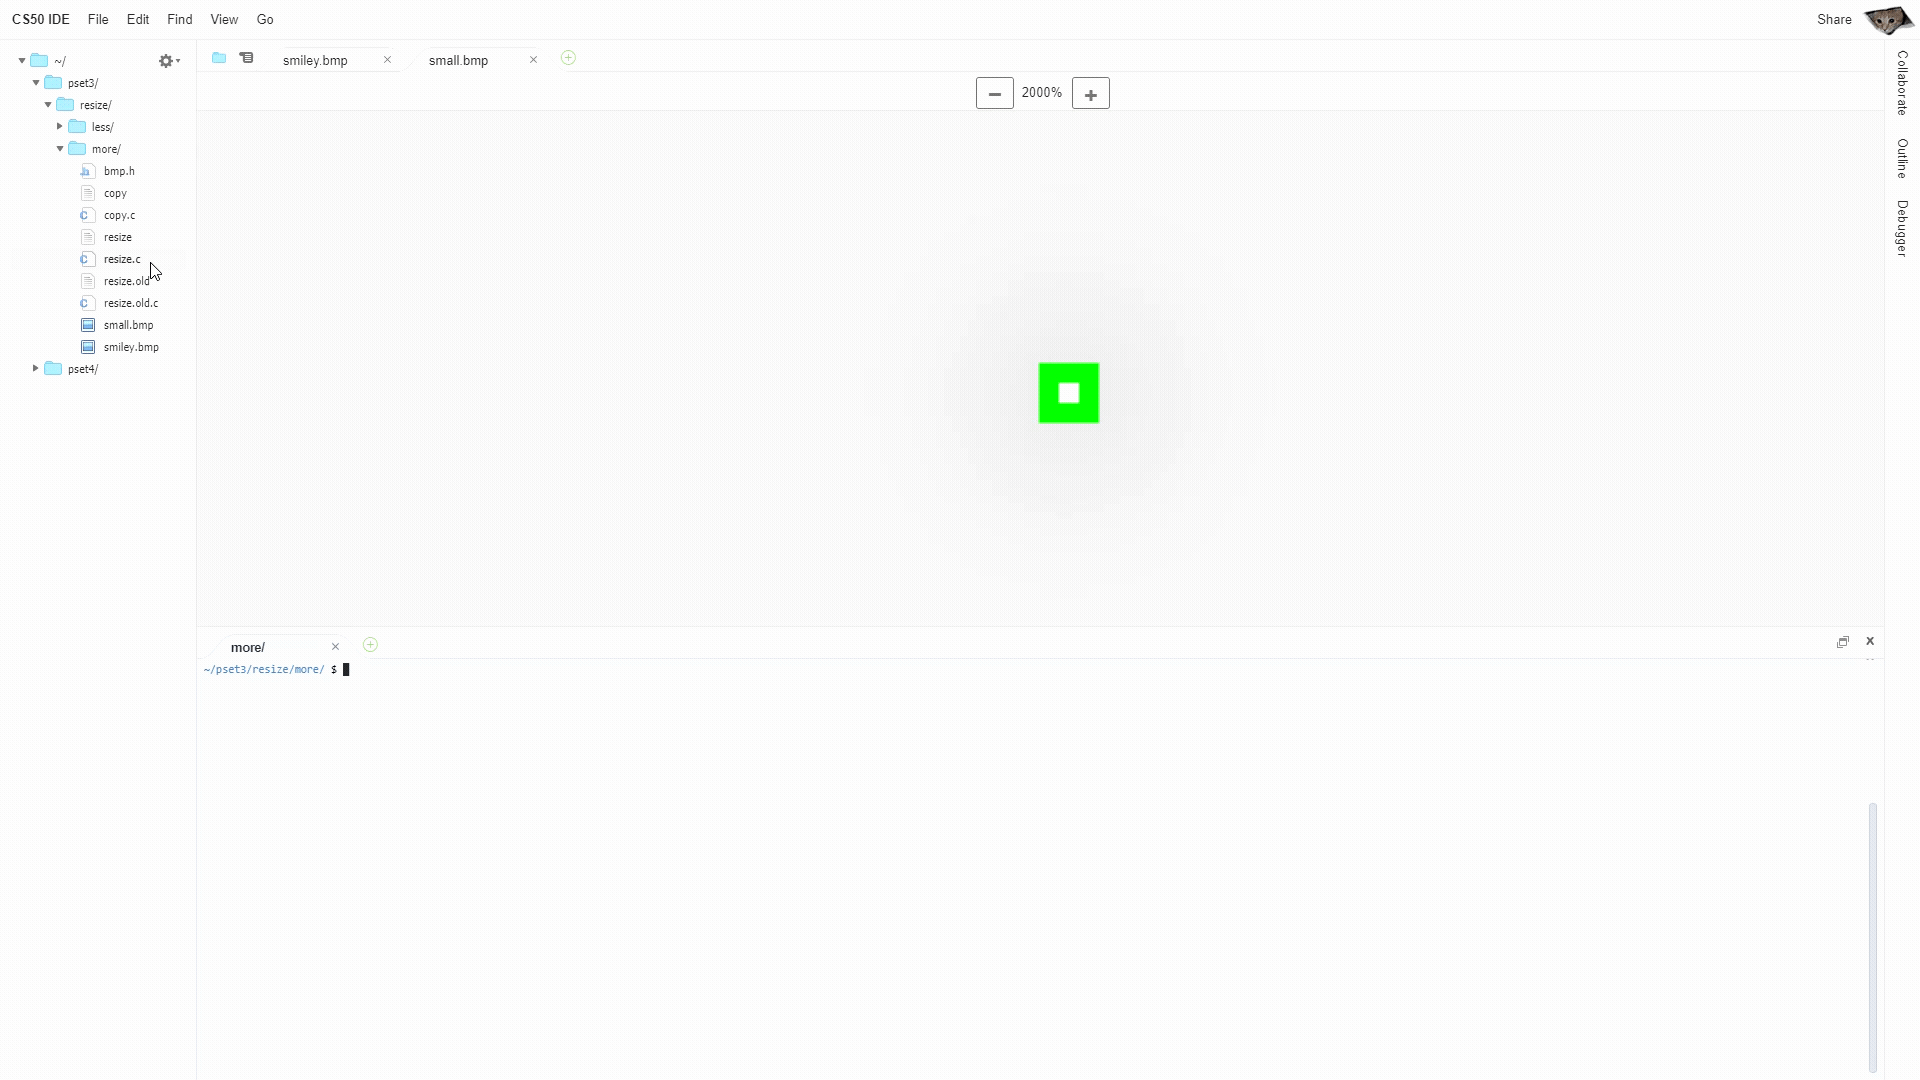 CS50 IDE File Edit Find View Go Share
~/
pset3/
resize/
less/
more/
bmp.h
copy
copy.c
resize
resize.c
resize.old
resize.old.c
small.bmp
smiley.bmp
pset4/
smiley.bmp small.bmp
2000%
more/
~/pset3/resize/more/ $
Collaborate
Outline
Debugger